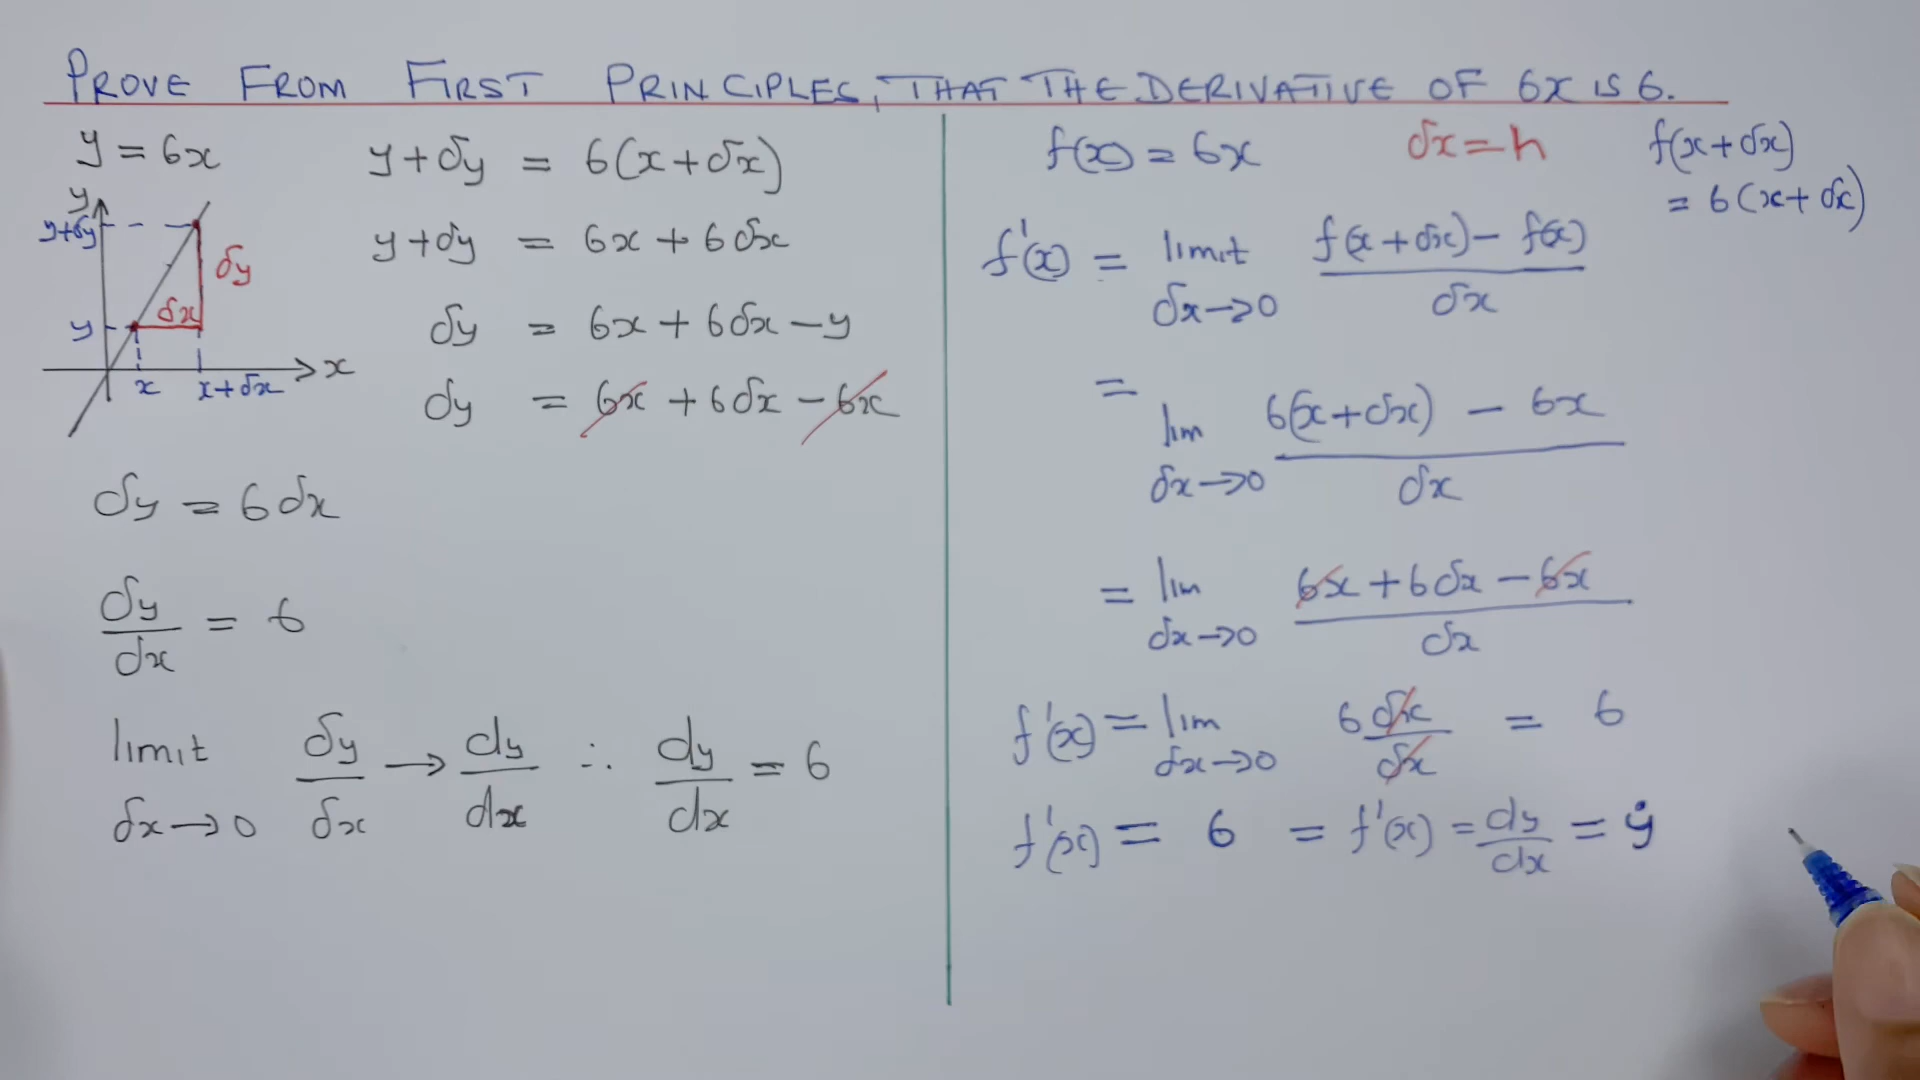 PROVE FROM FIRST PRINCIPLES, THAT THE DERIVATIVE OF 6x IS 6.
y = 6x
y
y+δy
δy
δx
y
x
x+δx
x
y+δy = 6(x+δx)
y+δy = 6x + 6δx
δy = 6x + 6δx − y
δy = 6x + 6δx − 6x
δy = 6δx
δy/δx = 6
limit δx→0 δy/δx → dy/dx ∴ dy/dx = 6
f(x) = 6x
δx = h
f(x+δx)
= 6(x+δx)
f'(x) = limit δx→0 f(x+δx) − f(x) / δx
= lim δx→0 6(x+δx) − 6x / δx
= lim δx→0 6x + 6δx − 6x / δx
f'(x) = lim δx→0 6δx/δx = 6
f'(x) = 6 = f'(x) = dy/dx = ẏ